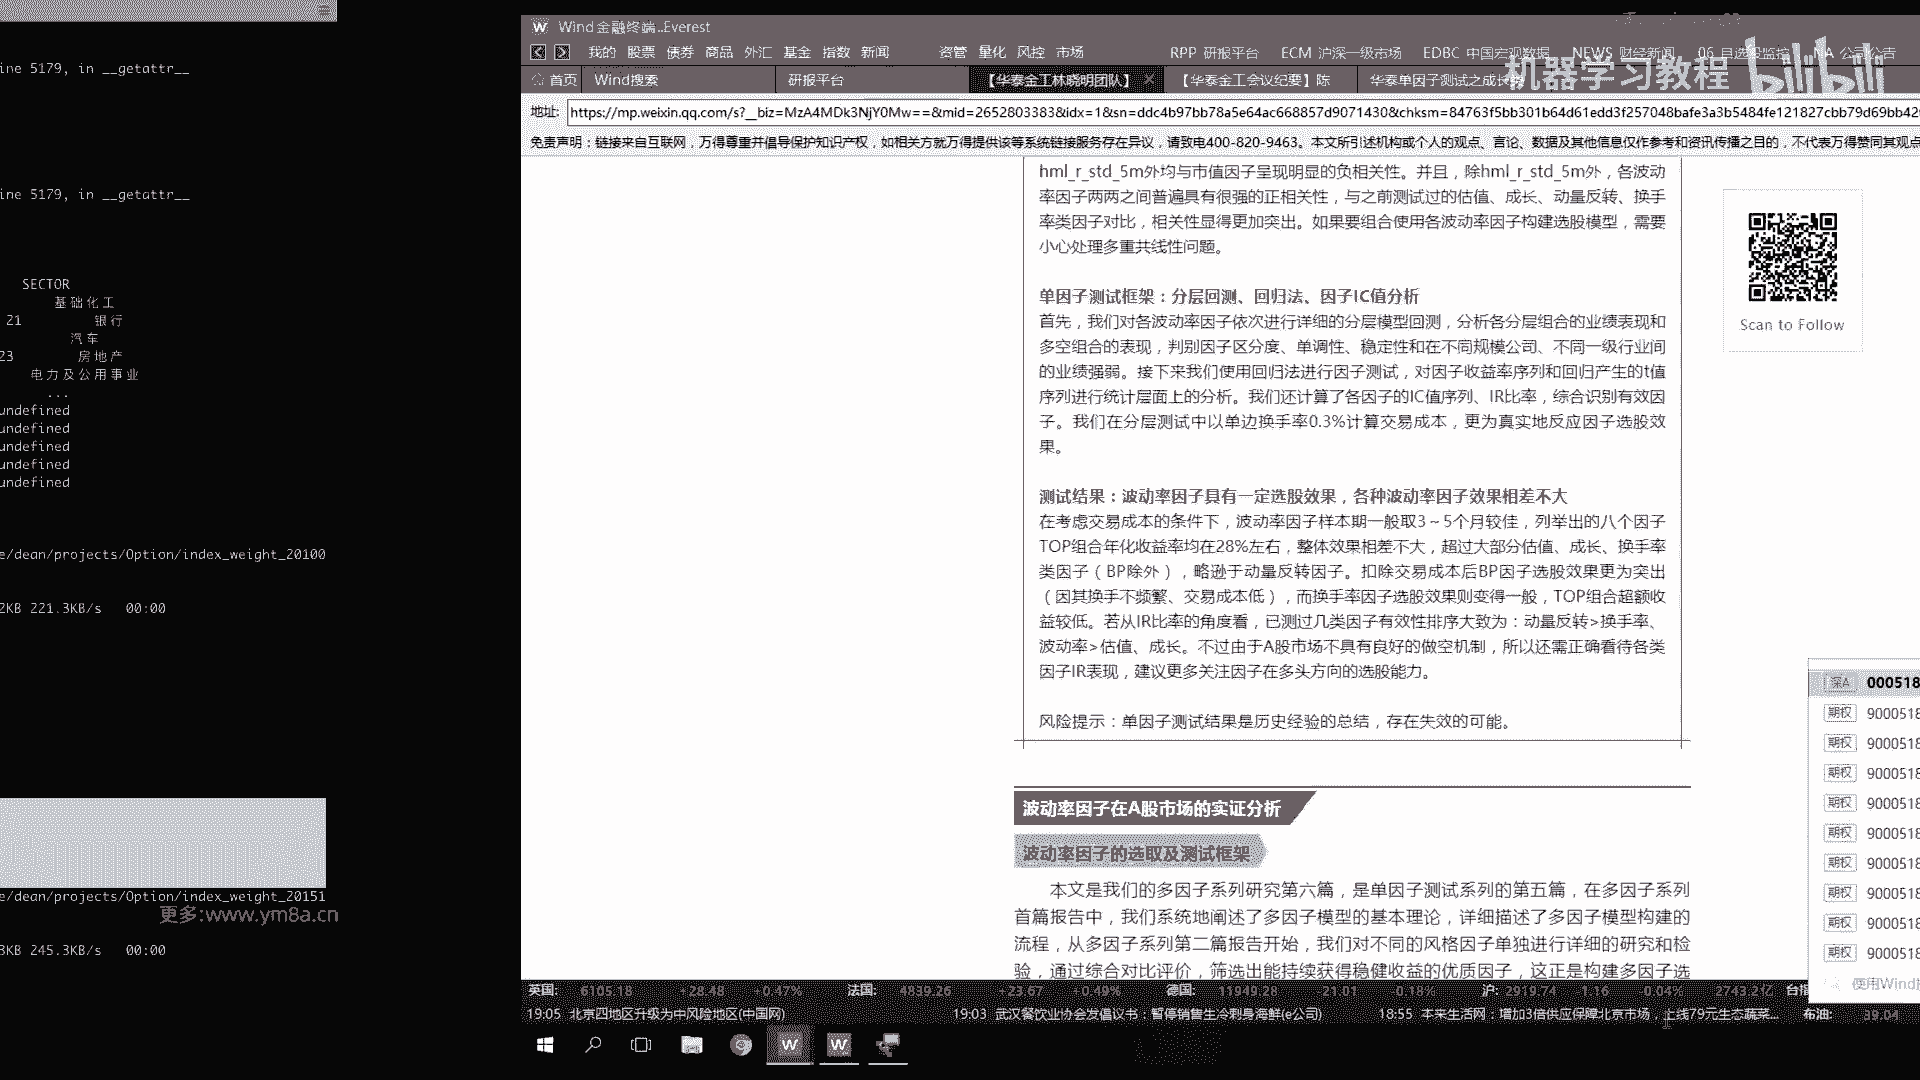 ine 5179, in __getattr__
ine 5179, in __getattr__
SECTOR
基础化工
21 银行
汽车
23 房地产
电力及公用事业
...
undefined
undefined
undefined
undefined
undefined
e/dean/projects/Option/index_weight_20100
2KB 221.3KB/s 00:00
e/dean/projects/Option/index_weight_20151
更多:www.ym8a.cn
3KB 245.3KB/s 00:00
Wind金融终端..Everest
我的 股票 债券 商品 外汇 基金 指数 新闻 资管 量化 风控 市场 RPP 研报平台 ECM 沪深一级市场 EDBC 中国宏观数据 NEWS 财经新闻 06 自选股监控 NA 公司公告
首页 Wind搜索 研报平台 【华泰金工林晓明团队】 【华泰金工会议纪要】陈 华泰单因子测试之成长
机器学习教程 bilibili
地址: https://mp.weixin.qq.com/s?__biz=MzA4MDk3NjY0Mw==&mid=2652803383&idx=1&sn=ddc4b97bb78a5e64ac668857d9071430&chksm=84763f5bb301b64d61edd3f257048bafe3a3b5484fe121827cbb79d69bb42
免责声明：链接来自互联网，万得尊重并倡导保护知识产权，如相关方就万得提供该等系统链接服务存在异议，请致电400-820-9463。本文所引述机构或个人的观点、言论、数据及其他信息仅作参考和资讯传播之目的，不代表万得赞同其观点
hml_r_std_5m外均与市值因子呈现明显的负相关性。并且，除hml_r_std_5m外，各波动
率因子两两之间普遍具有很强的正相关性，与之前测试过的估值、成长、动量反转、换手
率类因子对比，相关性显得更加突出。如果要组合使用各波动率因子构建选股模型，需要
小心处理多重共线性问题。
单因子测试框架：分层回测、回归法、因子IC值分析
首先，我们对各波动率因子依次进行详细的分层模型回测，分析各分层组合的业绩表现和
多空组合的表现，判别因子区分度、单调性、稳定性和在不同规模公司、不同一级行业间
的业绩强弱。接下来我们使用回归法进行因子测试，对因子收益率序列和回归产生的t值
序列进行统计层面上的分析。我们还计算了各因子的IC值序列、IR比率，综合识别有效因
子。我们在分层测试中以单边换手率0.3%计算交易成本，更为真实地反应因子选股效
果。
测试结果：波动率因子具有一定选股效果，各种波动率因子效果相差不大
在考虑交易成本的条件下，波动率因子样本期一般取3～5个月较佳，列举出的八个因子
TOP组合年化收益率均在28%左右，整体效果相差不大，超过大部分估值、成长、换手率
类因子（BP除外），略逊于动量反转因子。扣除交易成本后BP因子选股效果更为突出
（因其换手不频繁、交易成本低），而换手率因子选股效果则变得一般，TOP组合超额收
益较低。若从IR比率的角度看，已测过几类因子有效性排序大致为：动量反转>换手率、
波动率>估值、成长。不过由于A股市场不具有良好的做空机制，所以还需正确看待各类
因子IR表现，建议更多关注因子在多头方向的选股能力。
风险提示：单因子测试结果是历史经验的总结，存在失效的可能。
波动率因子在A股市场的实证分析
波动率因子的选取及测试框架
本文是我们的多因子系列研究第六篇，是单因子测试系列的第五篇，在多因子系列
首篇报告中，我们系统地阐述了多因子模型的基本理论，详细描述了多因子模型构建的
流程，从多因子系列第二篇报告开始，我们对不同的风格因子单独进行详细的研究和检
验，通过综合对比评价，筛选出能持续获得稳健收益的优质因子，这正是构建多因子选
Scan to Follow
深A 000518
期权 9000518
期权 9000518
期权 9000518
期权 9000518
期权 9000518
期权 9000518
期权 9000518
期权 9000518
期权 9000518
使用Wind
英国: 6105.18 +28.48 +0.47% 法国: 4839.26 +23.67 +0.49% 德国: 11949.28 -21.01 -0.18% 沪: 2919.74 -1.16 -0.04% 2743.2亿 台指
19:05 北京四地区升级为中风险地区(中国网) 19:03 武汉餐饮业协会发倡议书：暂停销售生冷刺身海鲜(e公司) 18:55 本来生活网：增加3倍供应保障北京市场，上线79元生态蔬菜... 布油: 39.04